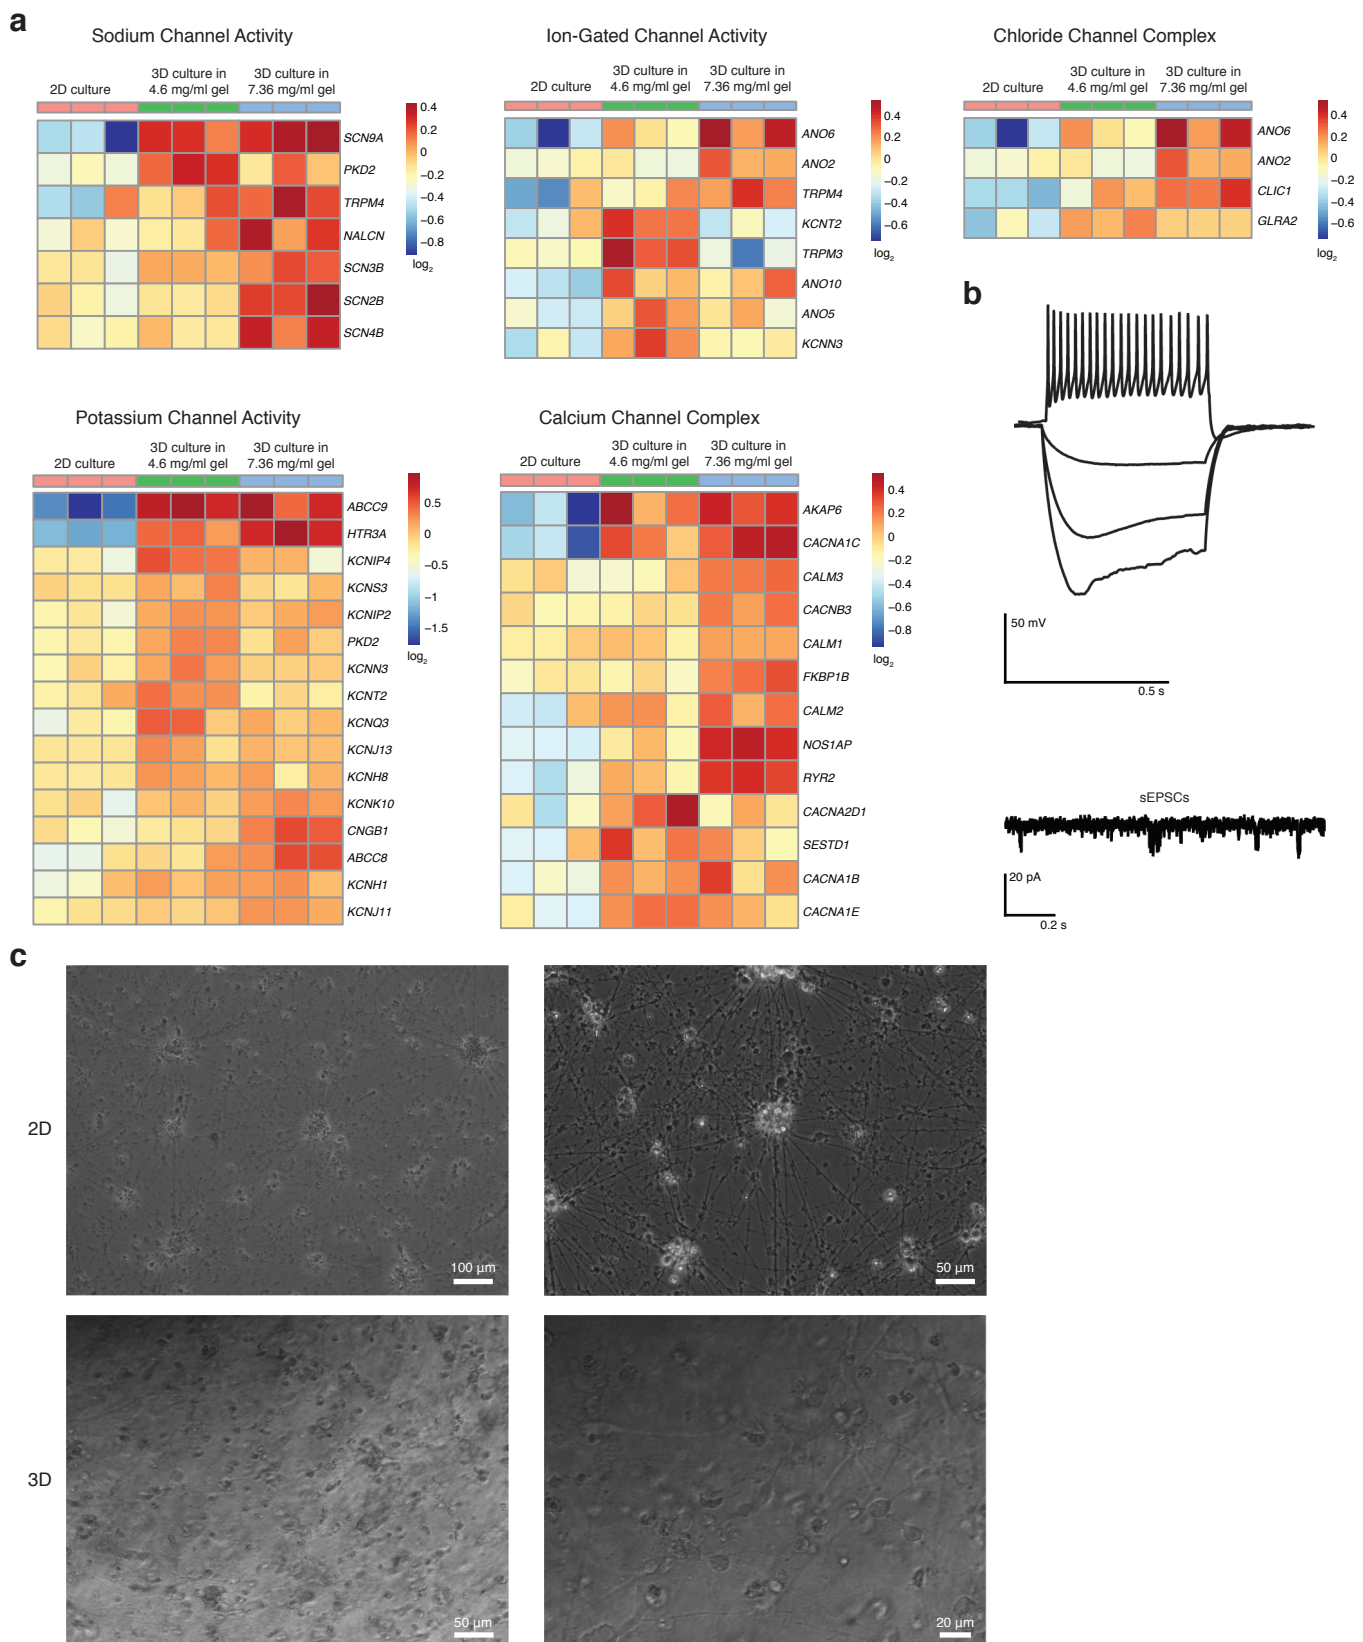 a
Sodium Channel Activity
2D culture
3D culture in
4.6 mg/ml gel
3D culture in
7.36 mg/ml gel
SCN9A
PKD2
TRPM4
NALCN
SCN3B
SCN2B
SCN4B
0.4
0.2
0
−0.2
−0.4
−0.6
−0.8
log2
Ion-Gated Channel Activity
2D culture
3D culture in
4.6 mg/ml gel
3D culture in
7.36 mg/ml gel
ANO6
ANO2
TRPM4
KCNT2
TRPM3
ANO10
ANO5
KCNN3
0.4
0.2
0
−0.2
−0.4
−0.6
log2
Chloride Channel Complex
2D culture
3D culture in
4.6 mg/ml gel
3D culture in
7.36 mg/ml gel
ANO6
ANO2
CLIC1
GLRA2
0.4
0.2
0
−0.2
−0.4
−0.6
log2
Potassium Channel Activity
2D culture
3D culture in
4.6 mg/ml gel
3D culture in
7.36 mg/ml gel
ABCC9
HTR3A
KCNIP4
KCNS3
KCNIP2
PKD2
KCNN3
KCNT2
KCNQ3
KCNJ13
KCNH8
KCNK10
CNGB1
ABCC8
KCNH1
KCNJ11
0.5
0
−0.5
−1
−1.5
log2
Calcium Channel Complex
2D culture
3D culture in
4.6 mg/ml gel
3D culture in
7.36 mg/ml gel
AKAP6
CACNA1C
CALM3
CACNB3
CALM1
FKBP1B
CALM2
NOS1AP
RYR2
CACNA2D1
SESTD1
CACNA1B
CACNA1E
0.4
0.2
0
−0.2
−0.4
−0.6
−0.8
log2
b
50 mV
0.5 s
sEPSCs
20 pA
0.2 s
c
2D
100 µm
50 µm
3D
50 µm
20 µm